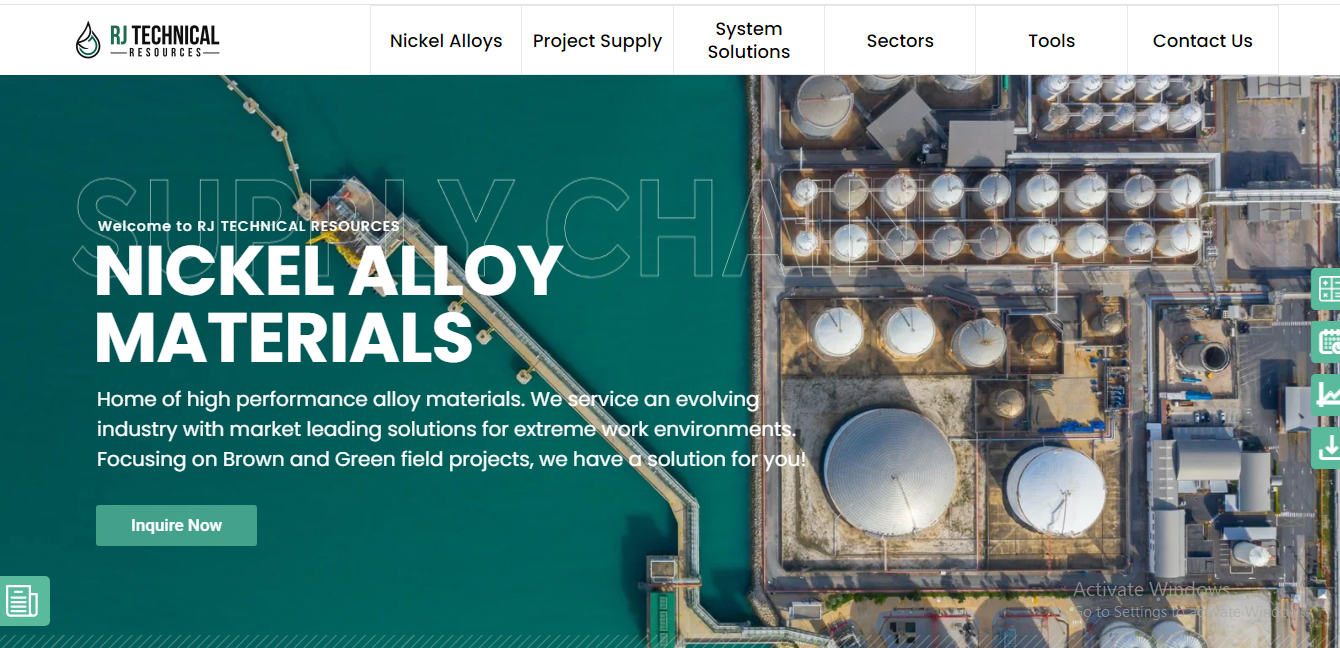 RJ TECHNICAL
RESOURCES
Nickel Alloys
Project Supply
System
Solutions
Sectors
Tools
Contact Us
SUPPLY CHAIN
Welcome to RJ TECHNICAL RESOURCES
NICKEL ALLOY
MATERIALS
Home of high performance alloy materials. We service an evolving
industry with market leading solutions for extreme work environments.
Focusing on Brown and Green field projects, we have a solution for you!
Inquire Now
Activate Windows
Go to Settings to activate Windows.